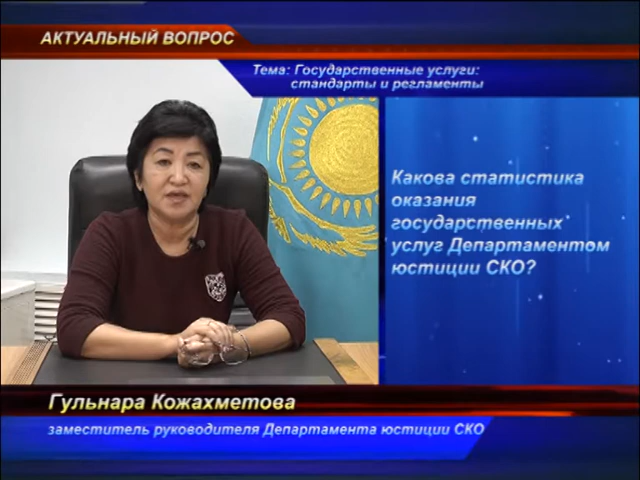 АКТУАЛЬНЫЙ ВОПРОС
Тема: Государственные услуги:
стандарты и регламенты
Какова статистика
оказания
государственных
услуг Департаментом
юстиции СКО?
Гульнара Кожахметова
заместитель руководителя Департамента юстиции СКО